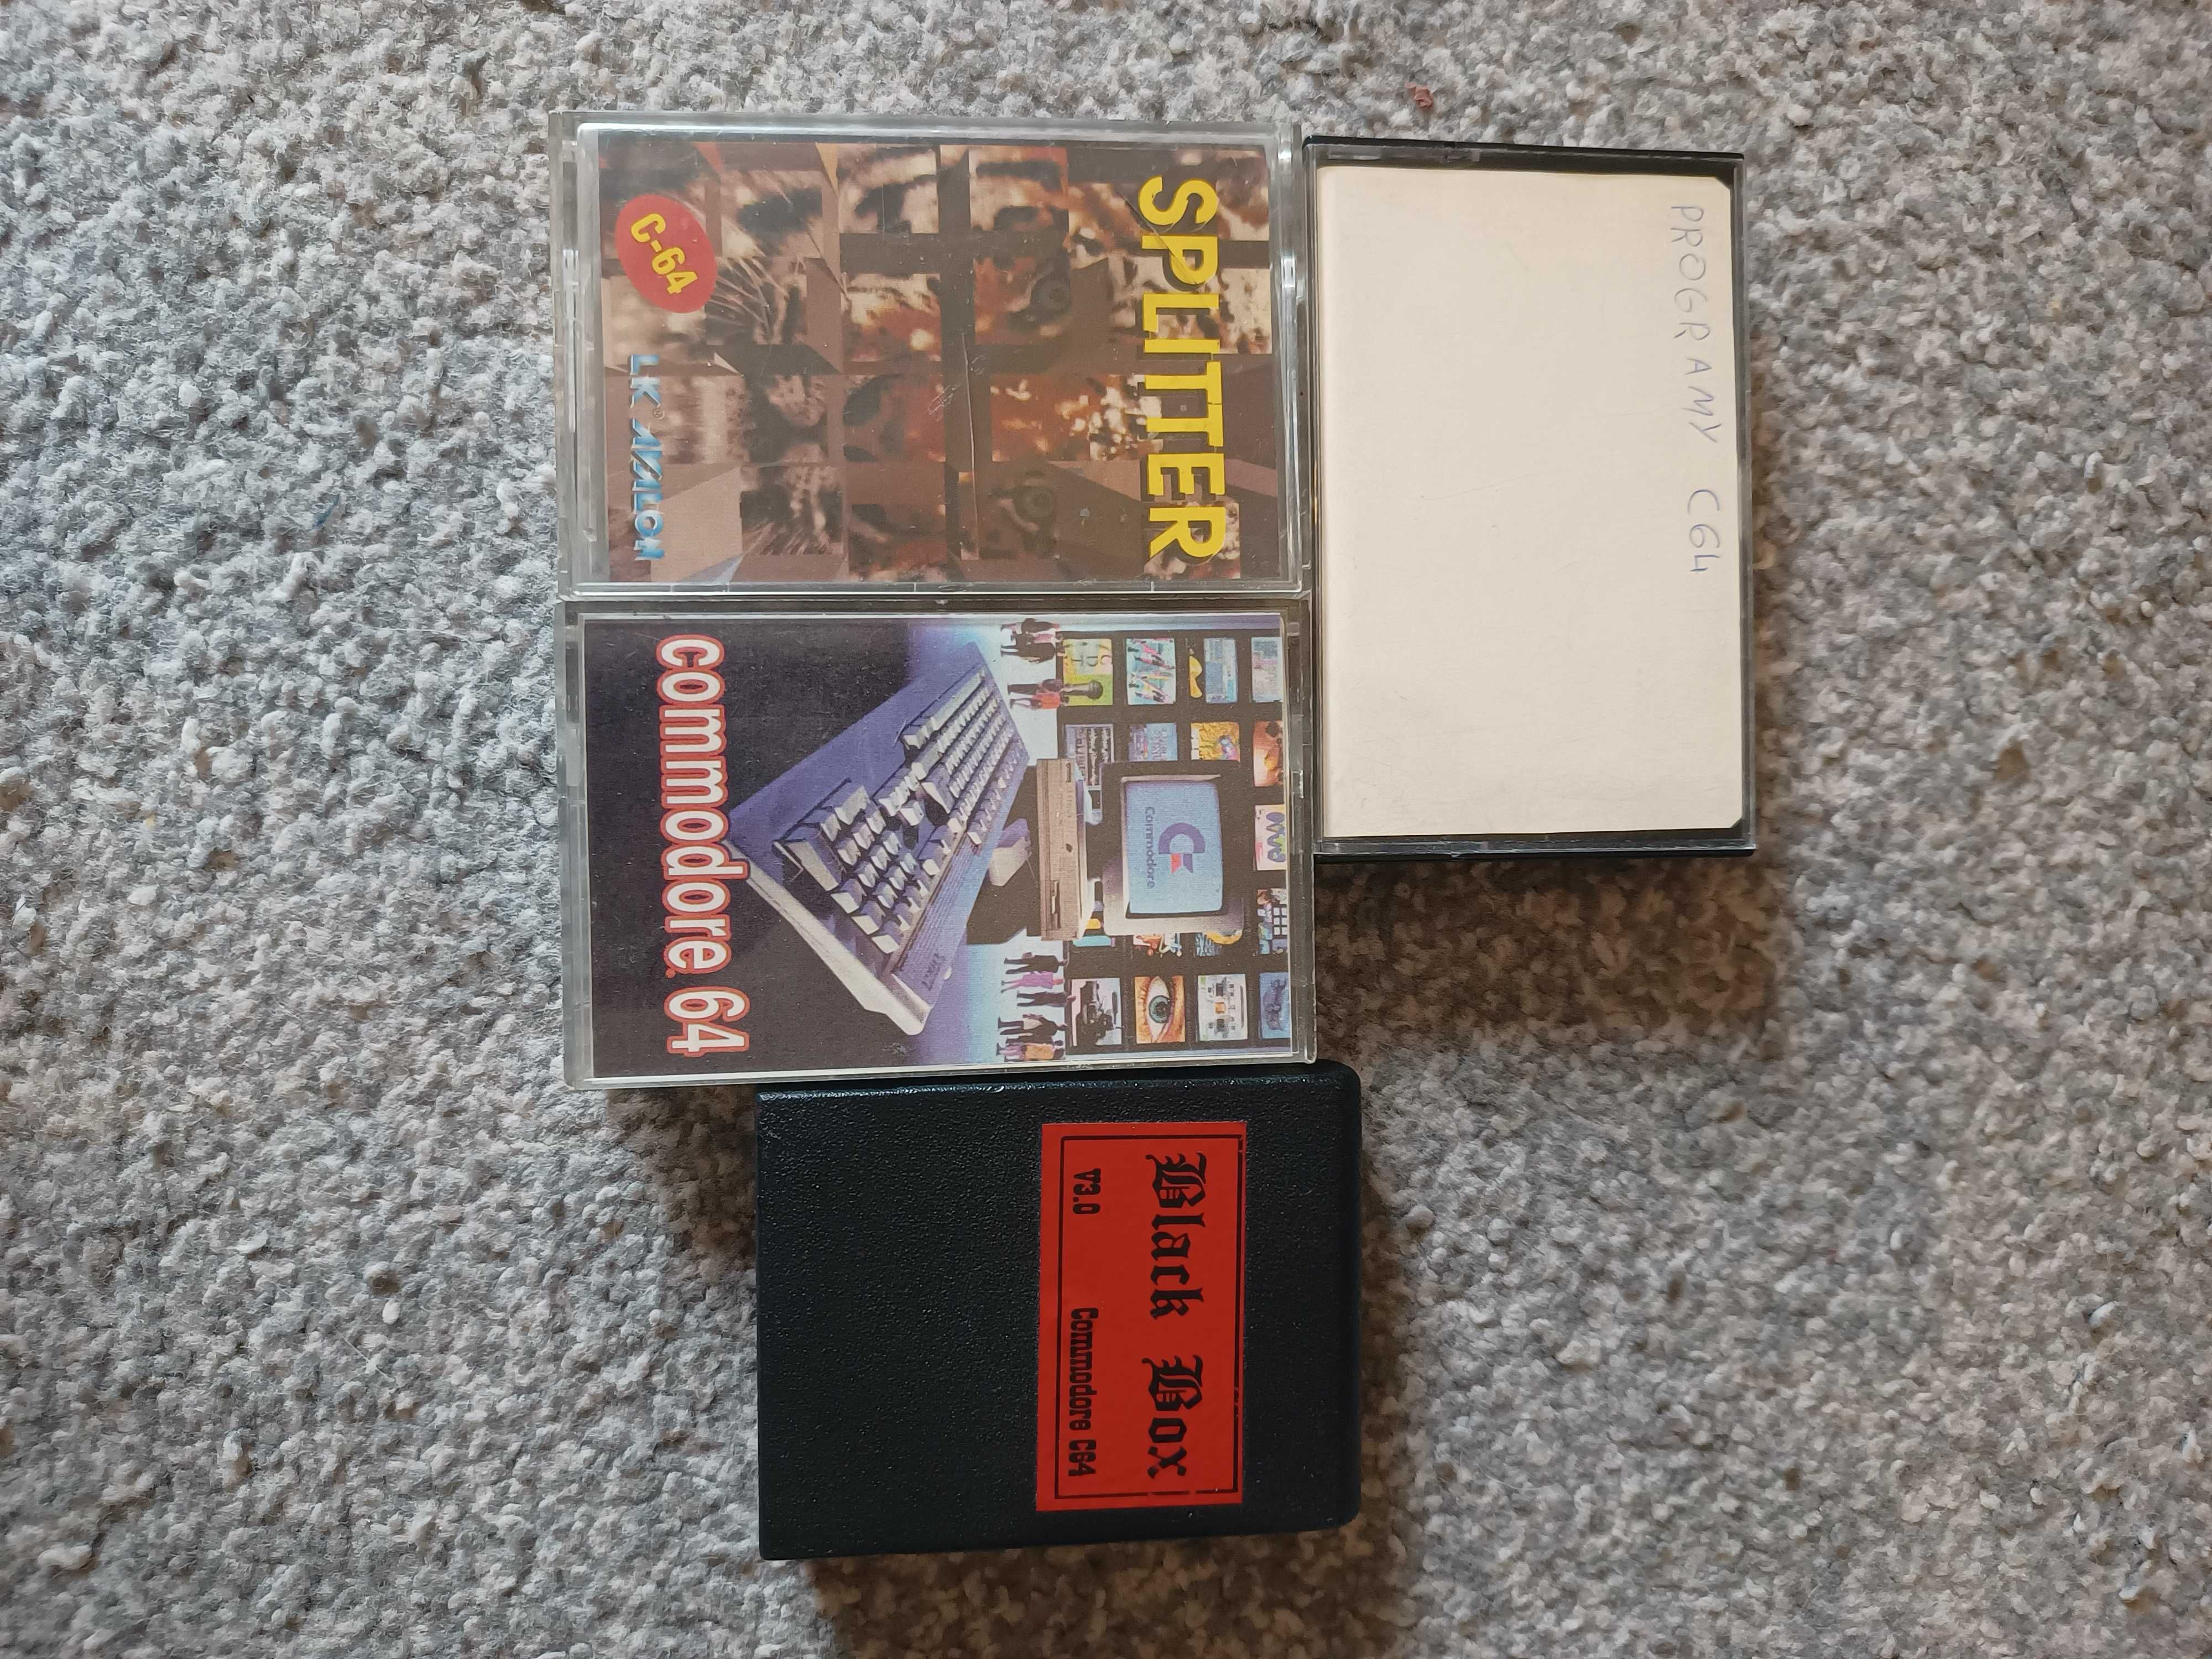 PROGRAMY C64
SPLITTER
C-64
LK® AVALON
Commodore
commodore 64
Black Box
V3.0 Commodore C64